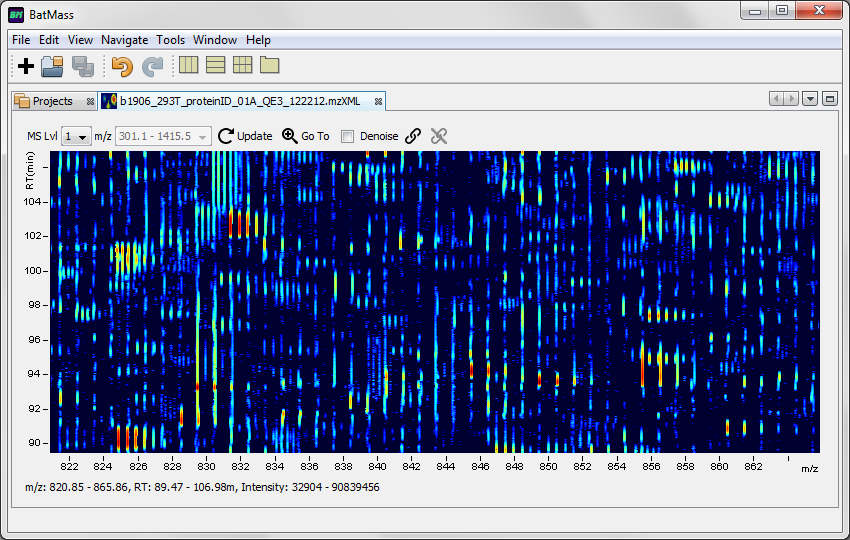 BM BatMass
File Edit View Navigate Tools Window Help
Projects b1906_293T_proteinID_01A_QE3_122212.mzXML
MS Lvl 1 m/z 301.1 - 1415.5 Update Go To Denoise
RT(min)
104
102
100
98
96
94
92
90
822 824 826 828 830 832 834 836 838 840 842 844 846 848 850 852 854 856 858 860 862 m/z
m/z: 820.85 - 865.86, RT: 89.47 - 106.98m, Intensity: 32904 - 90839456